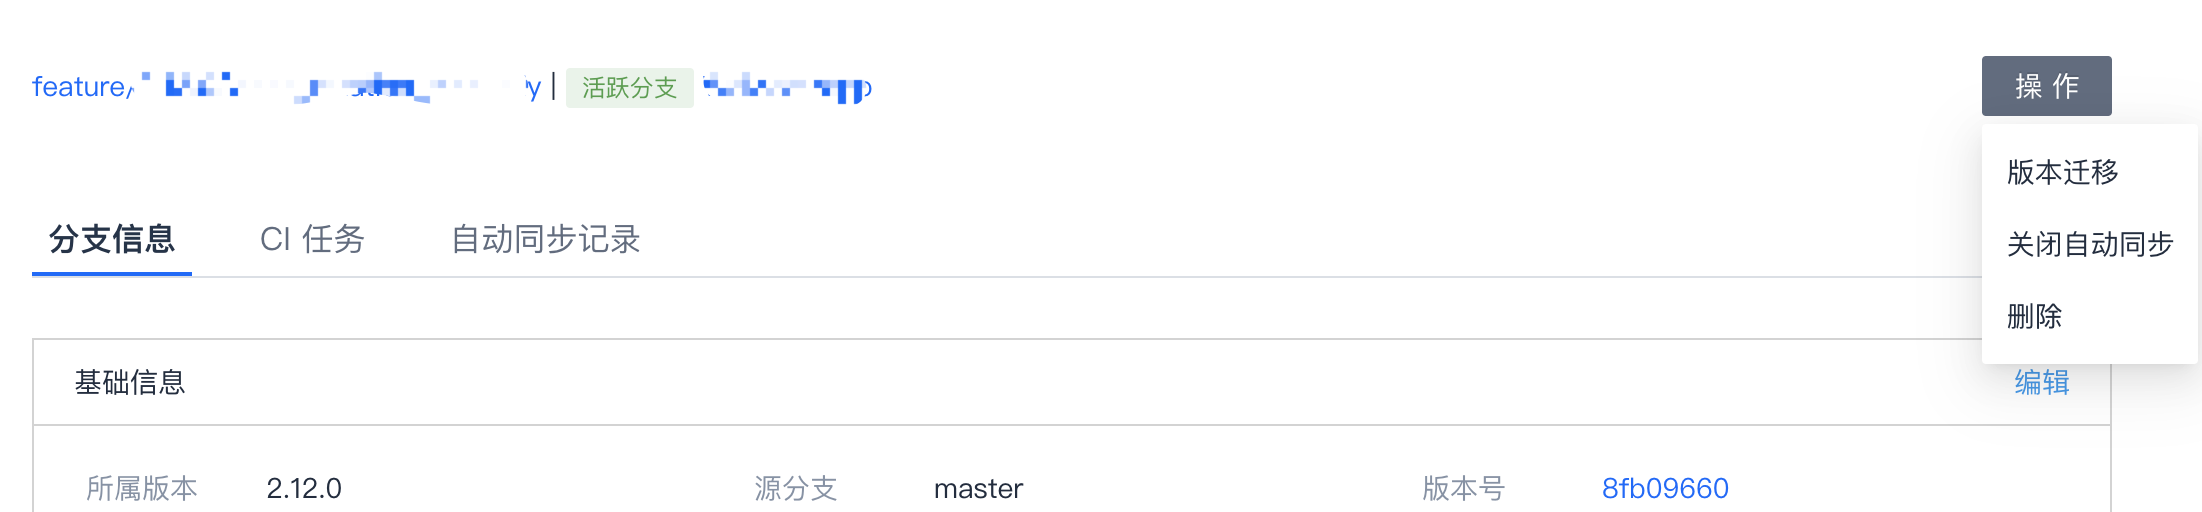 feature/ y | 活跃分支
操 作
版本迁移
关闭自动同步
删除
分支信息 CI 任务 自动同步记录
基础信息 编辑
所属版本 2.12.0 源分支 master 版本号 8fb09660